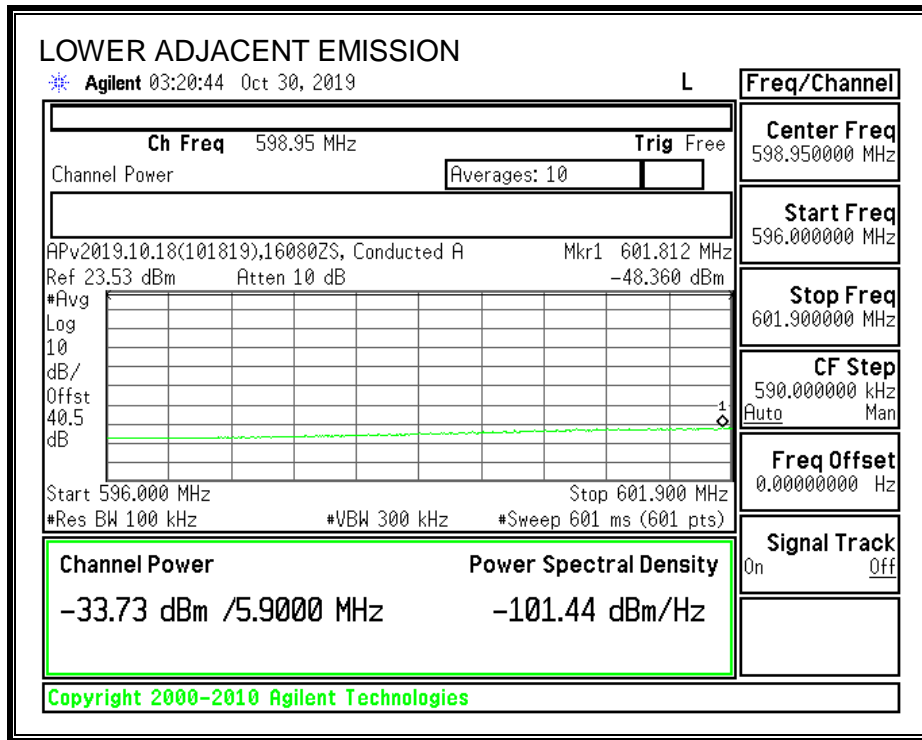 LOWER ADJACENT EMISSION
Agilent 03:20:44 Oct 30, 2019 L
Freq/Channel
Ch Freq 598.95 MHz Trig Free
Channel Power Averages: 10
APv2019.10.18(101819),16080ZS, Conducted A Mkr1 601.812 MHz
Ref 23.53 dBm Atten 10 dB -48.360 dBm
#Avg
Log
10
dB/
Offst
40.5
dB
1
Start 596.000 MHz Stop 601.900 MHz
#Res BW 100 kHz #VBW 300 kHz #Sweep 601 ms (601 pts)
Channel Power Power Spectral Density
-33.73 dBm /5.9000 MHz -101.44 dBm/Hz
Copyright 2000-2010 Agilent Technologies
Center Freq
598.950000 MHz
Start Freq
596.000000 MHz
Stop Freq
601.900000 MHz
CF Step
590.000000 kHz
Auto Man
Freq Offset
0.00000000 Hz
Signal Track
On Off